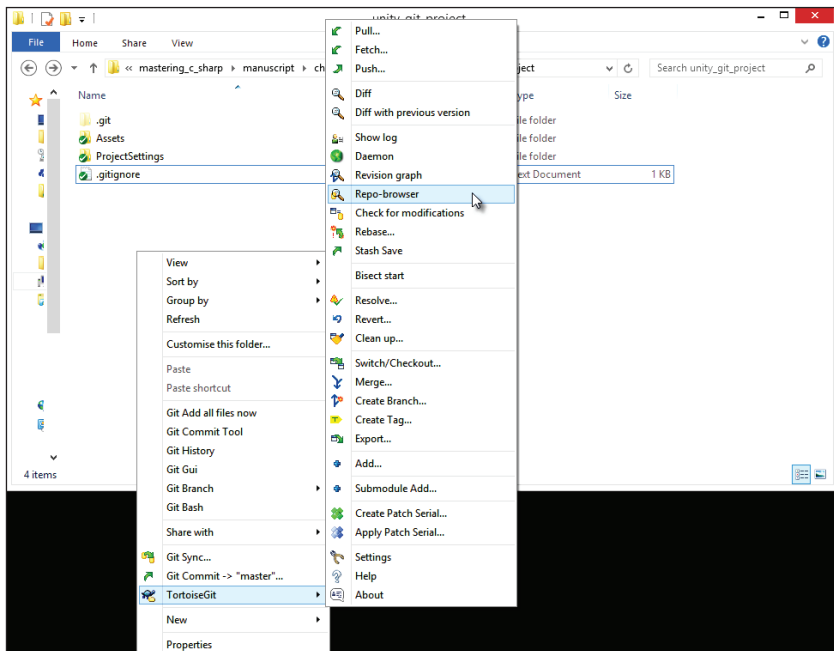 unity_git_project
File
Home
Share
View
« mastering_c_sharp
manuscript
ch
ject
Search unity_git_project
Name
ype
Size
.git
ile folder
Assets
ile folder
ProjectSettings
ile folder
.gitignore
ext Document
1 KB
4 items
View
Sort by
Group by
Refresh
Customise this folder...
Paste
Paste shortcut
Git Add all files now
Git Commit Tool
Git History
Git Gui
Git Branch
Git Bash
Share with
Git Sync...
Git Commit -> "master"...
TortoiseGit
New
Properties
Pull...
Fetch...
Push...
Diff
Diff with previous version
Show log
Daemon
Revision graph
Repo-browser
Check for modifications
Rebase...
Stash Save
Bisect start
Resolve...
Revert...
Clean up...
Switch/Checkout...
Merge...
Create Branch...
Create Tag...
Export...
Add...
Submodule Add...
Create Patch Serial...
Apply Patch Serial...
Settings
Help
About